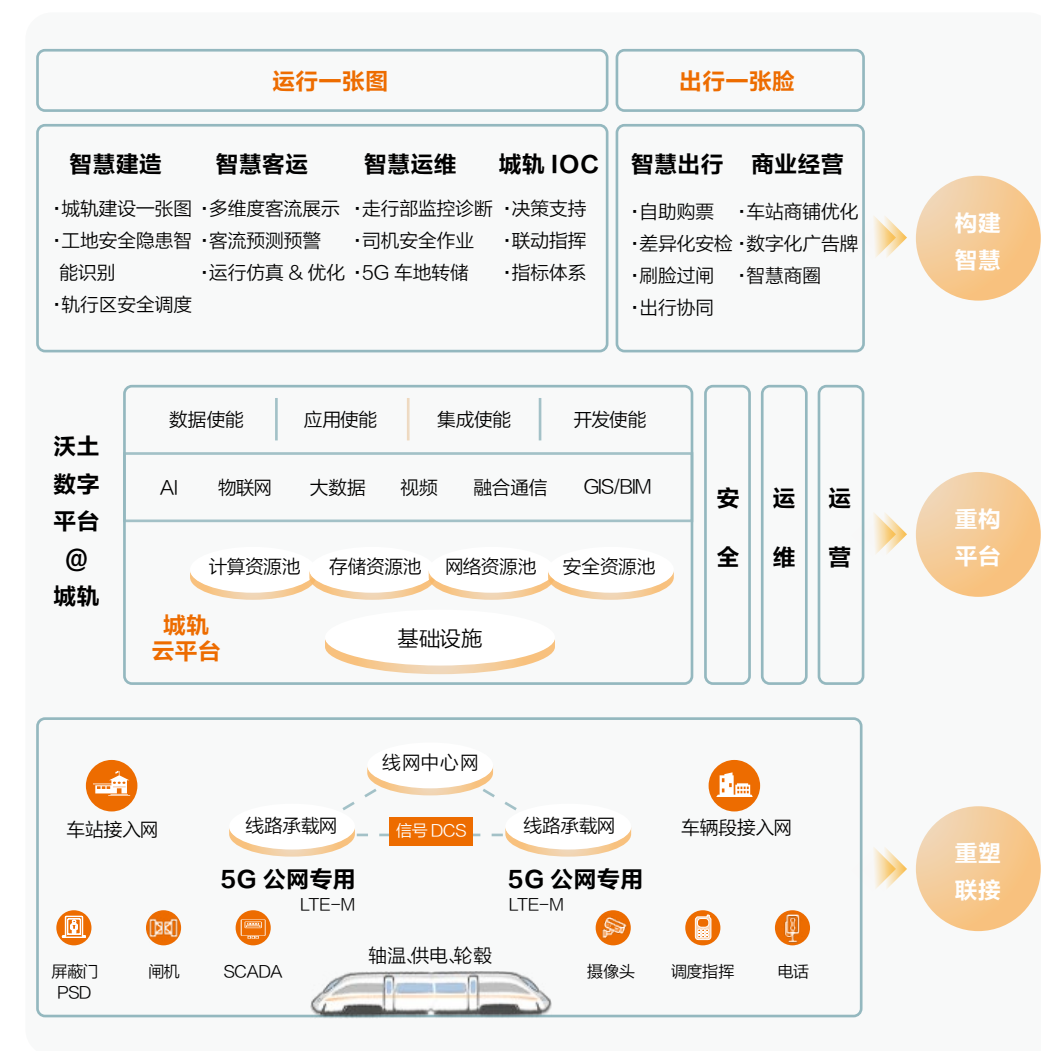 运行一张图
出行一张脸
智慧建造
·城轨建设一张图
·工地安全隐患智
能识别
·轨行区安全调度
智慧客运
·多维度客流展示
·客流预测预警
·运行仿真 & 优化
智慧运维
·走行部监控诊断
·司机安全作业
·5G 车地转储
城轨 IOC
·决策支持
·联动指挥
·指标体系
智慧出行
·自助购票
·差异化安检
·刷脸过闸
·出行协同
商业经营
·车站商铺优化
·数字化广告牌
·智慧商圈
构建
智慧
沃土
数字
平台
@
城轨
数据使能
应用使能
集成使能
开发使能
AI
物联网
大数据
视频
融合通信
GIS/BIM
计算资源池
存储资源池
网络资源池
安全资源池
城轨
云平台
基础设施
安
全
运
维
运
营
重构
平台
线网中心网
车站接入网
线路承载网
信号 DCS
线路承载网
车辆段接入网
5G 公网专用
LTE-M
5G 公网专用
LTE-M
屏蔽门
PSD
闸机
SCADA
轴温、供电、轮毂
摄像头
调度指挥
电话
重塑
联接